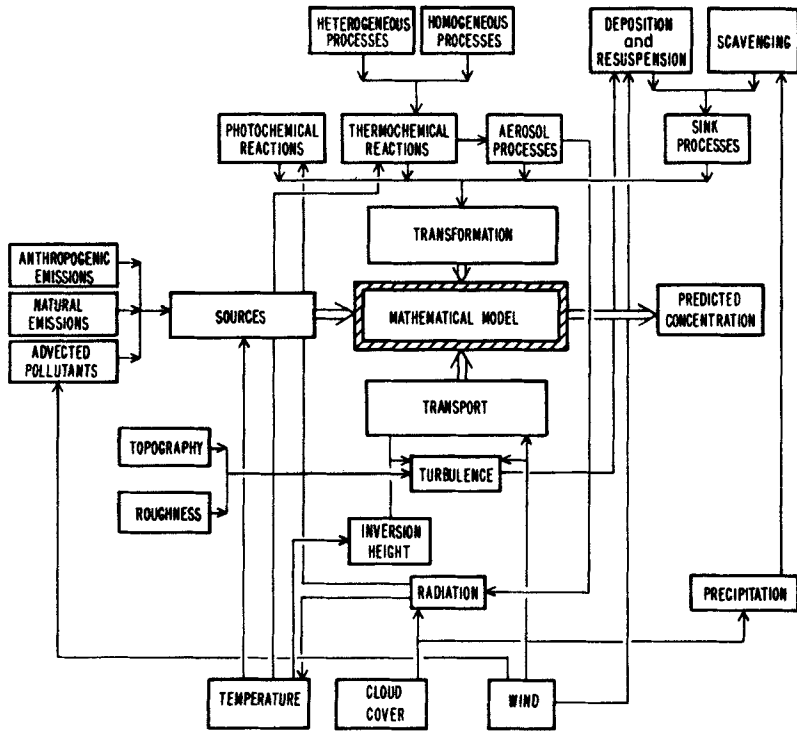 HETEROGENEOUS
PROCESSES
HOMOGENEOUS
PROCESSES
DEPOSITION
and
RESUSPENSION
SCAVENGING
PHOTOCHEMICAL
REACTIONS
THERMOCHEMICAL
REACTIONS
AEROSOL
PROCESSES
SINK
PROCESSES
TRANSFORMATION
ANTHROPOGENIC
EMISSIONS
NATURAL
EMISSIONS
ADVECTED
POLLUTANTS
SOURCES
MATHEMATICAL MODEL
PREDICTED
CONCENTRATION
TRANSPORT
TOPOGRAPHY
ROUGHNESS
TURBULENCE
INVERSION
HEIGHT
RADIATION
PRECIPITATION
TEMPERATURE
CLOUD
COVER
WIND